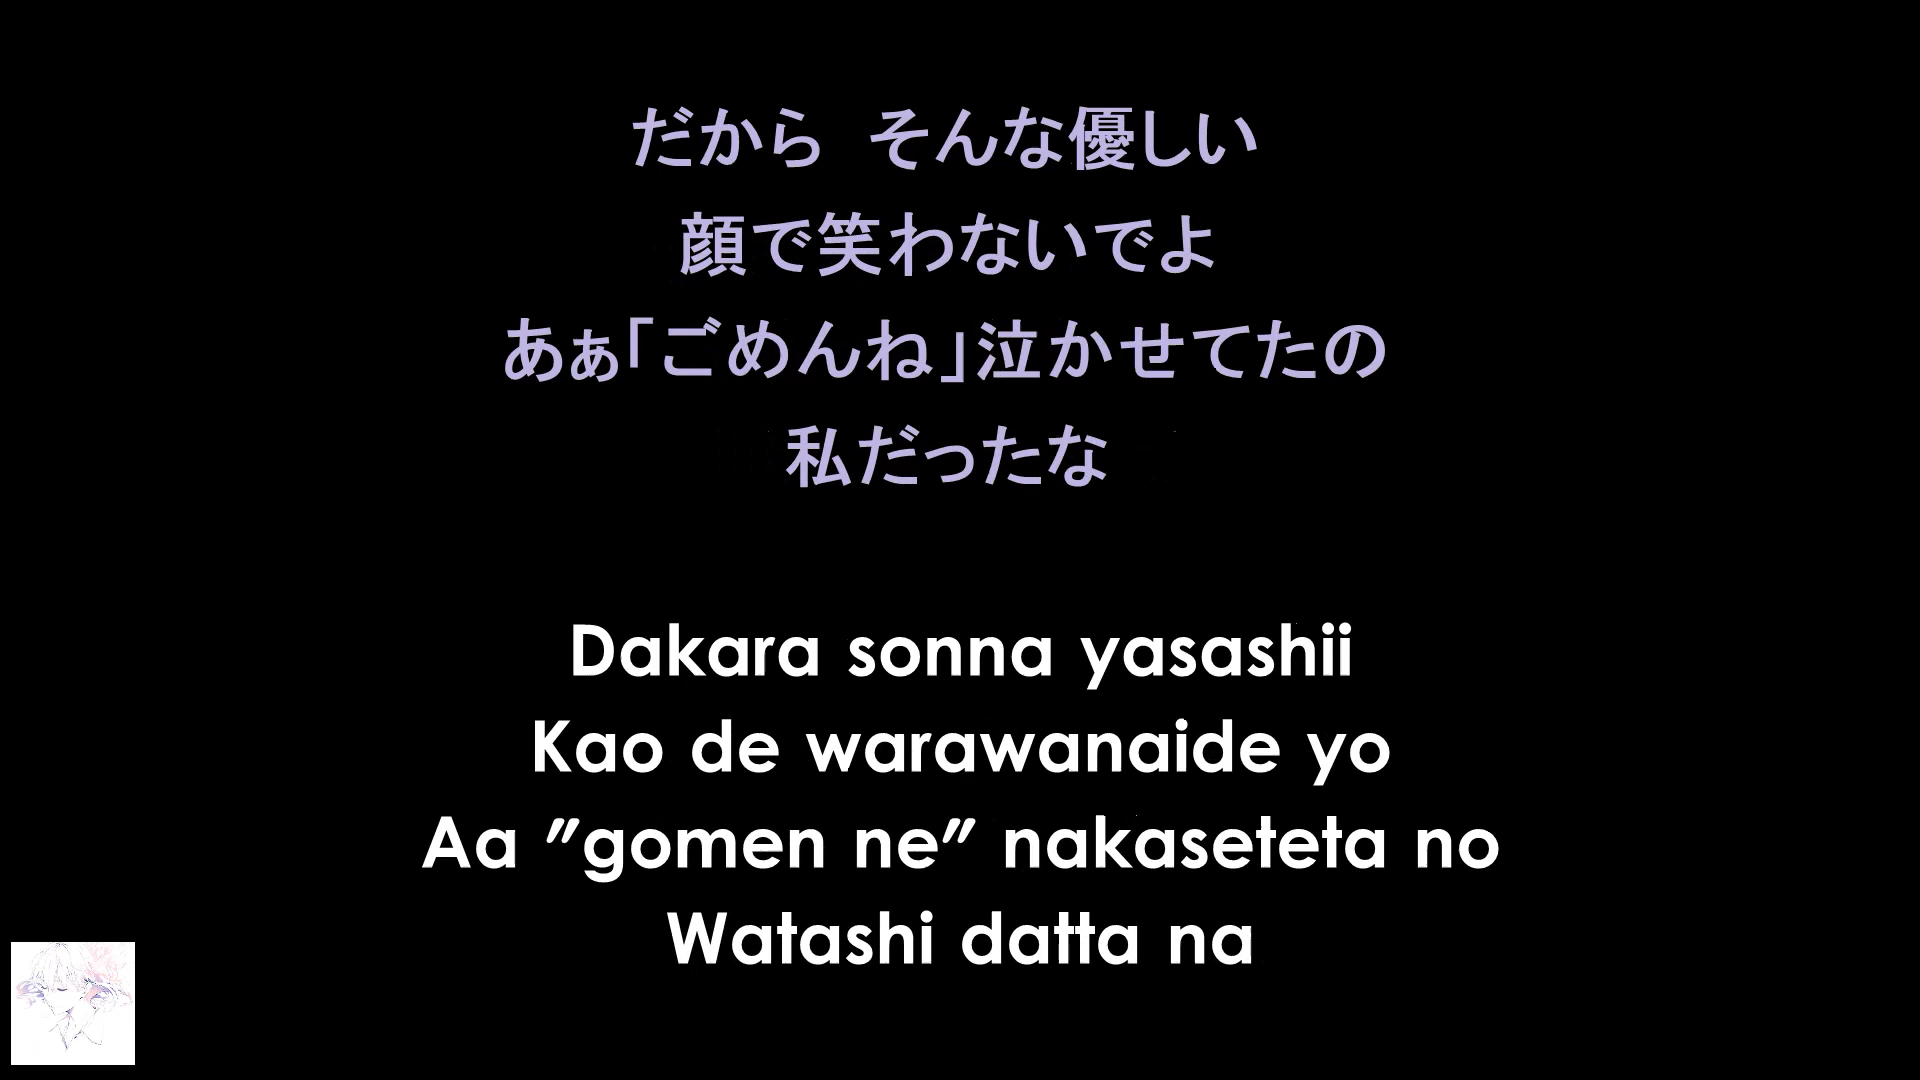 だから　そんな優しい
顔で笑わないでよ
あぁ「ごめんね」泣かせてたの
私だったな
Dakara sonna yasashii
Kao de warawanaide yo
Aa "gomen ne" nakaseteta no
Watashi datta na